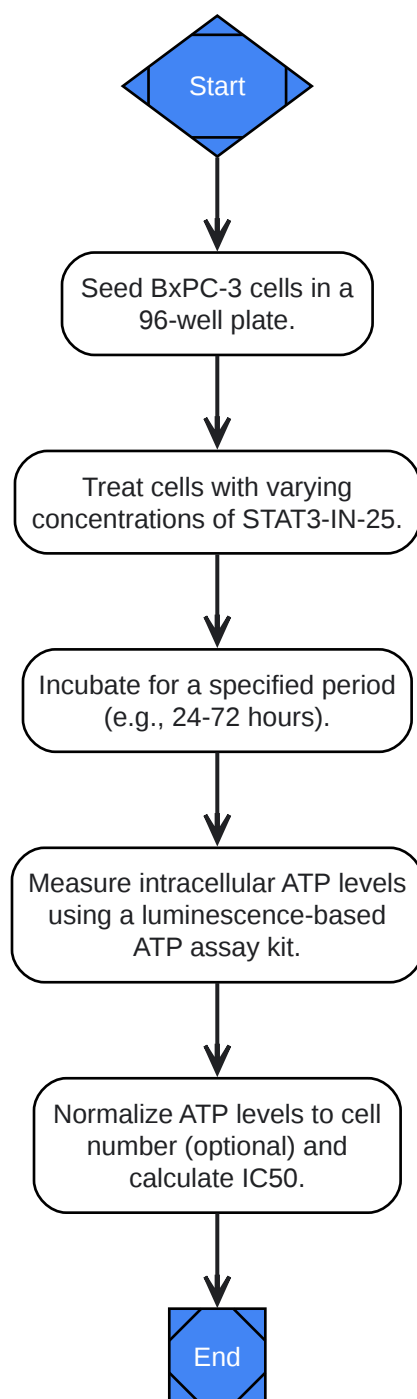 Start
Seed BxPC-3 cells in a
96-well plate.
Treat cells with varying
concentrations of STAT3-IN-25.
Incubate for a specified period
(e.g., 24-72 hours).
Measure intracellular ATP levels
using a luminescence-based
ATP assay kit.
Normalize ATP levels to cell
number (optional) and
calculate IC50.
End